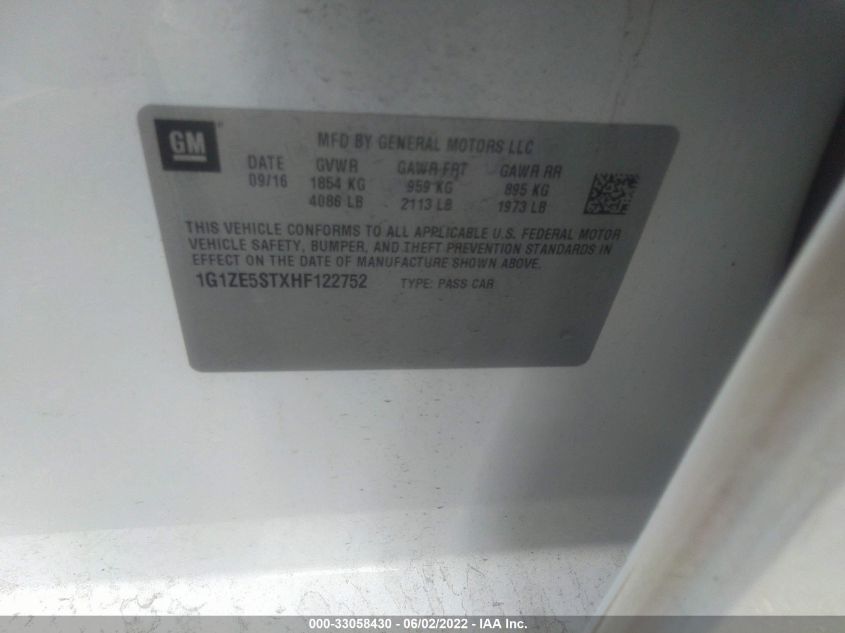 GM
MFD BY GENERAL MOTORS LLC
DATE GVWR GAWR FRT GAWR RR
09/16 1854 KG 959 KG 895 KG
4086 LB 2113 LB 1973 LB
THIS VEHICLE CONFORMS TO ALL APPLICABLE U.S. FEDERAL MOTOR
VEHICLE SAFETY, BUMPER, AND THEFT PREVENTION STANDARDS IN
EFFECT ON THE DATE OF MANUFACTURE SHOWN ABOVE.
1G1ZE5STXHF122752 TYPE: PASS CAR
000-33058430 - 06/02/2022 - IAA Inc.